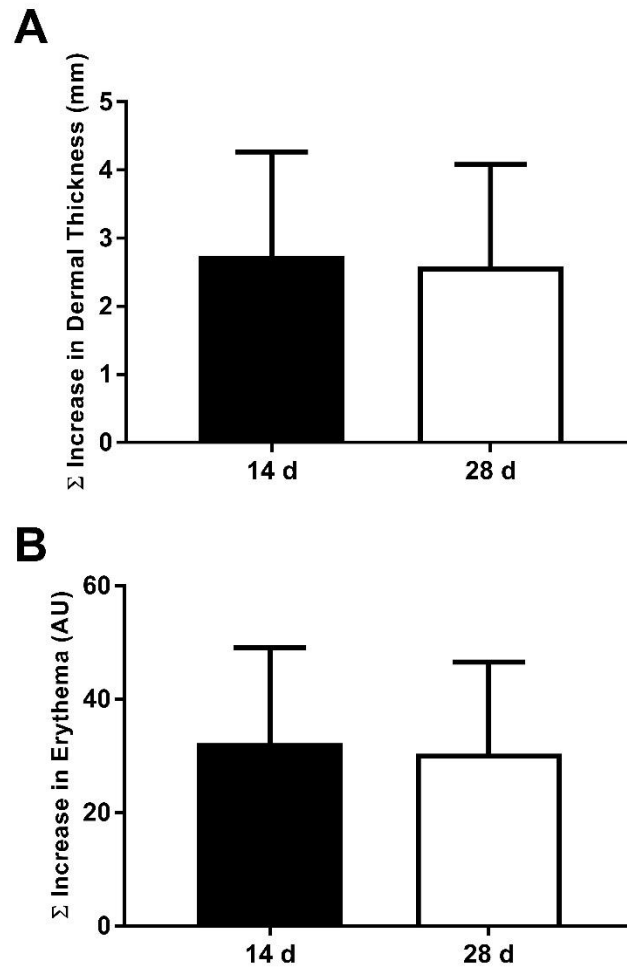 A
Σ Increase in Dermal Thickness (mm)
5
4
3
2
1
0
14 d
28 d
B
Σ Increase in Erythema (AU)
60
40
20
0
14 d
28 d